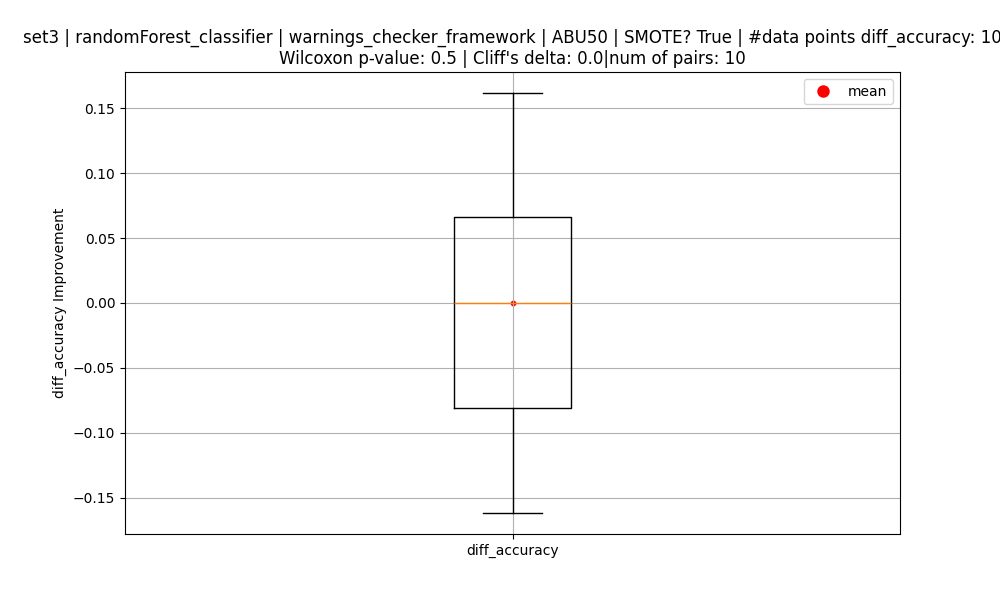 set3 | randomForest_classifier | warnings_checker_framework | ABU50 | SMOTE? True | #data points diff_accuracy: 10
Wilcoxon p-value: 0.5 | Cliff's delta: 0.0|num of pairs: 10
mean
0.15
0.10
0.05
0.00
−0.05
−0.10
−0.15
diff_accuracy Improvement
diff_accuracy